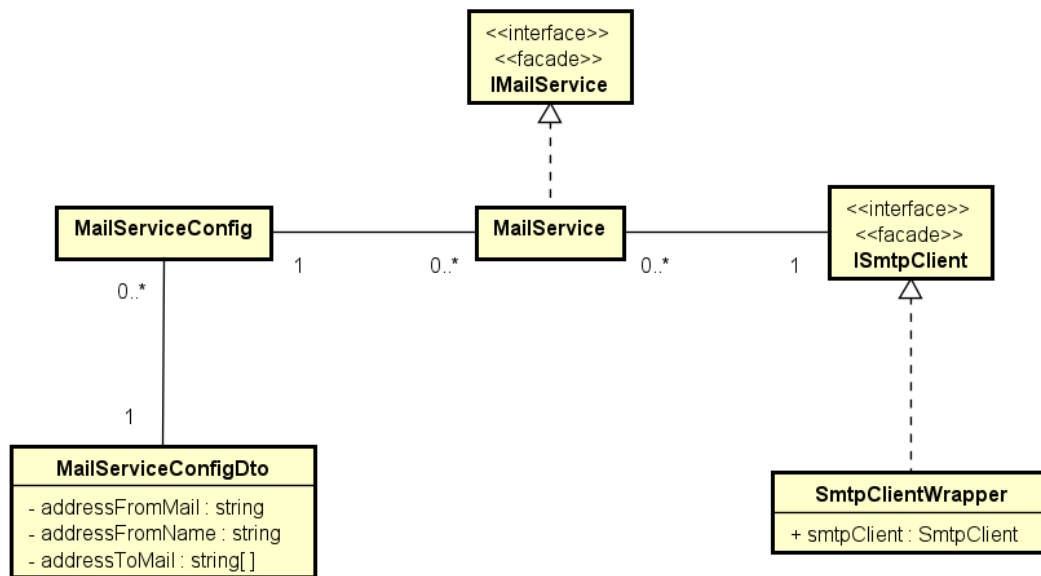 <<interface>>
<<facade>>
IMailService
MailServiceConfig
MailService
<<interface>>
<<facade>>
ISmtpClient
1
0..*
0..*
1
0..*
1
MailServiceConfigDto
- addressFromMail : string
- addressFromName : string
- addressToMail : string[ ]
SmtpClientWrapper
+ smtpClient : SmtpClient